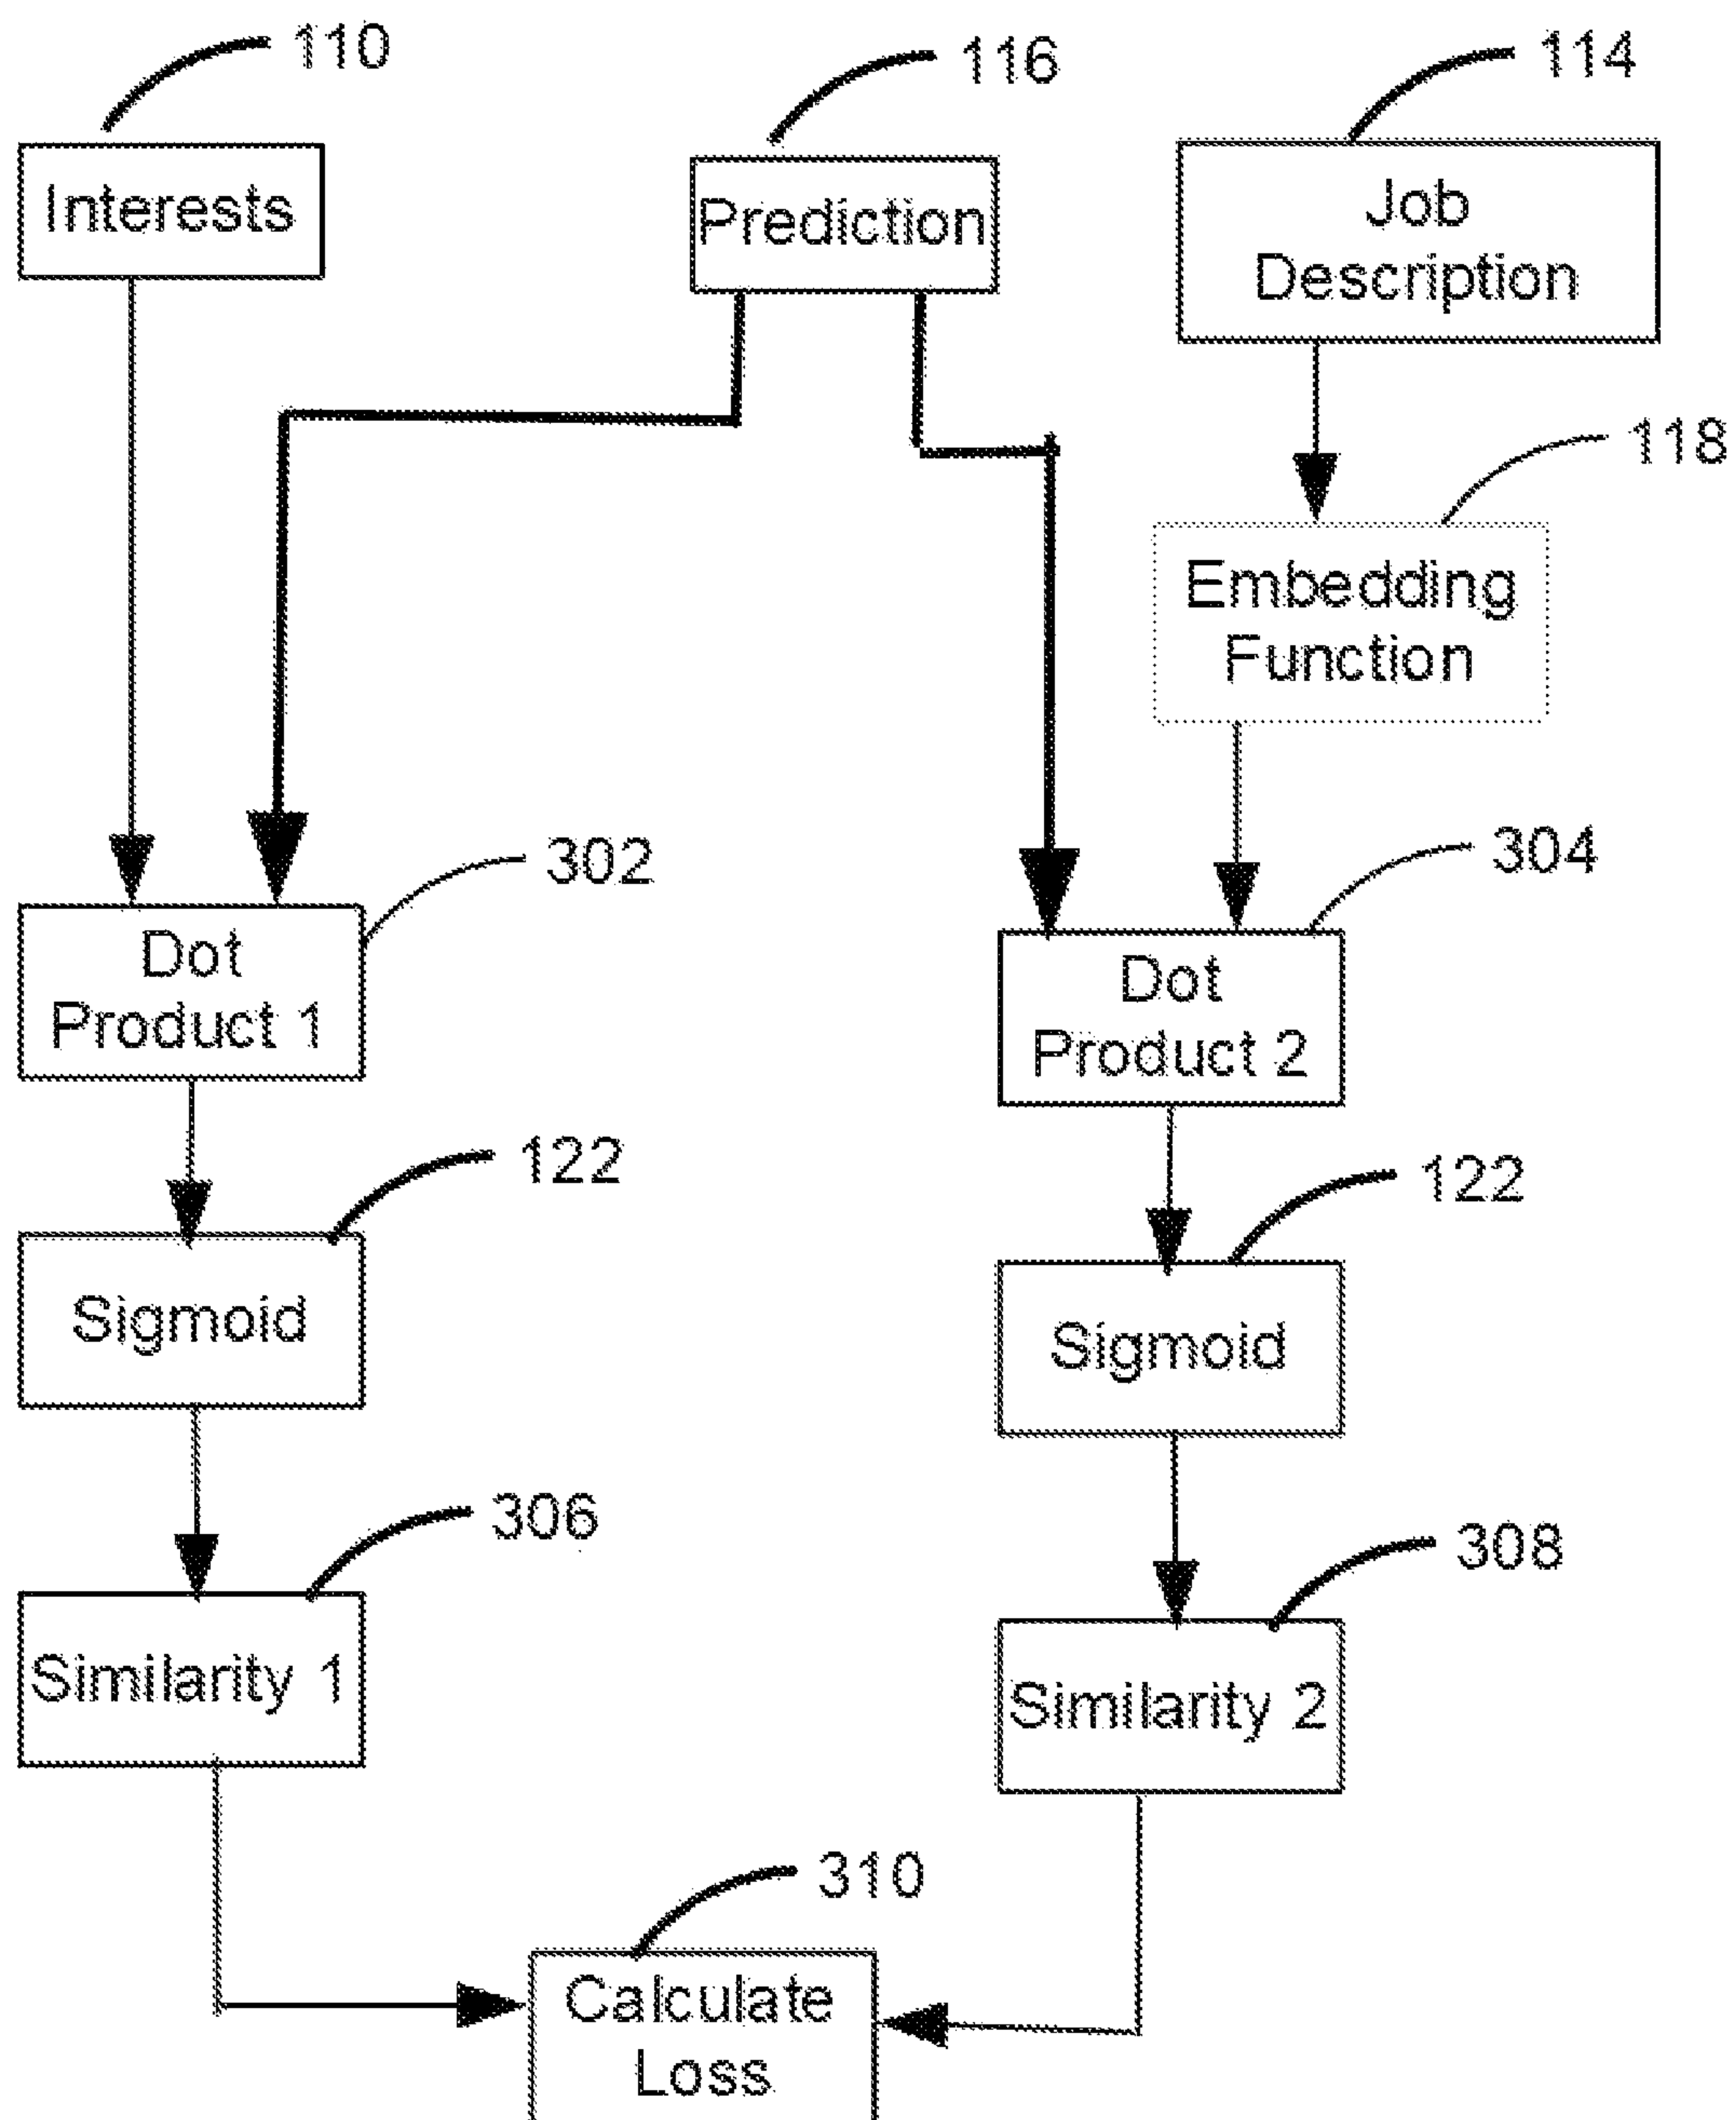 110
116
114
Interests
Prediction
Job
Description
118
Embedding
Function
302
304
Dot
Product 1
Dot
Product 2
122
122
Sigmoid
Sigmoid
306
308
Similarity 1
Similarity 2
310
Calculate
Loss